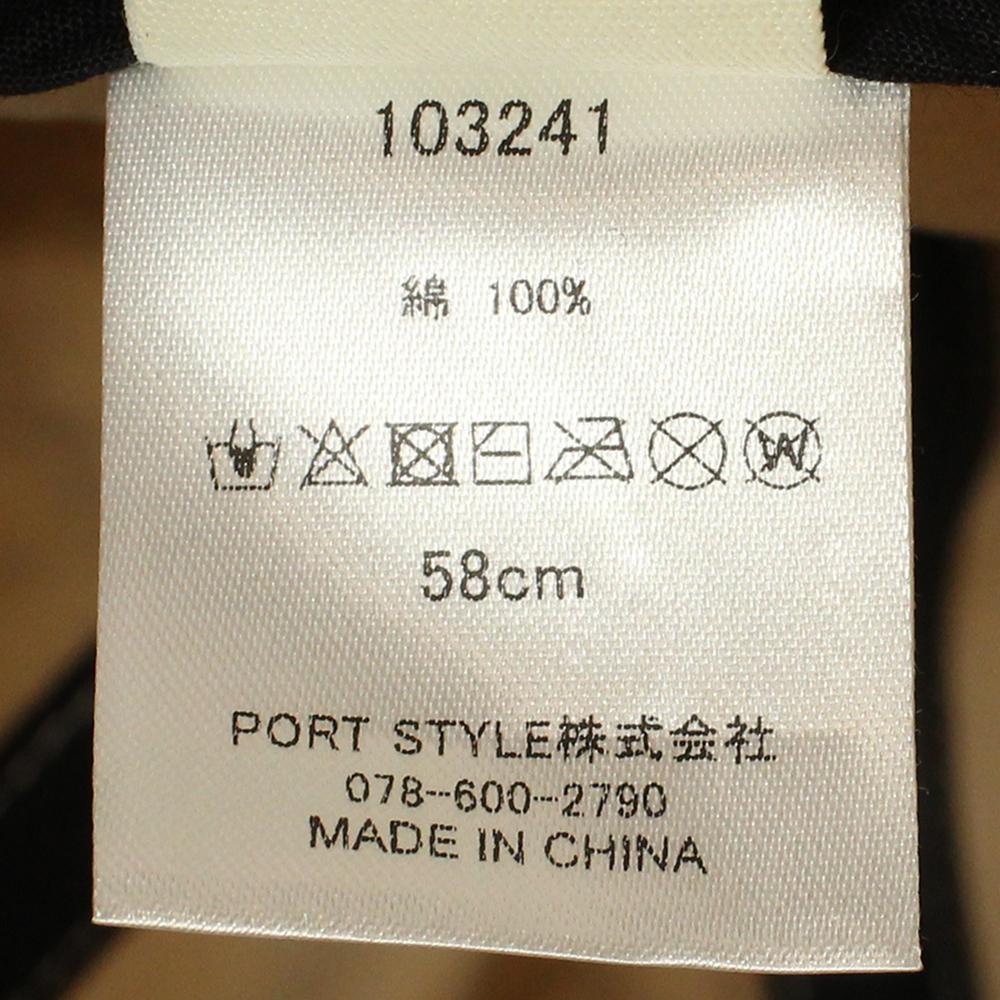 103241
綿 100%
58cm
PORT STYLE株式会社
078-600-2790
MADE IN CHINA